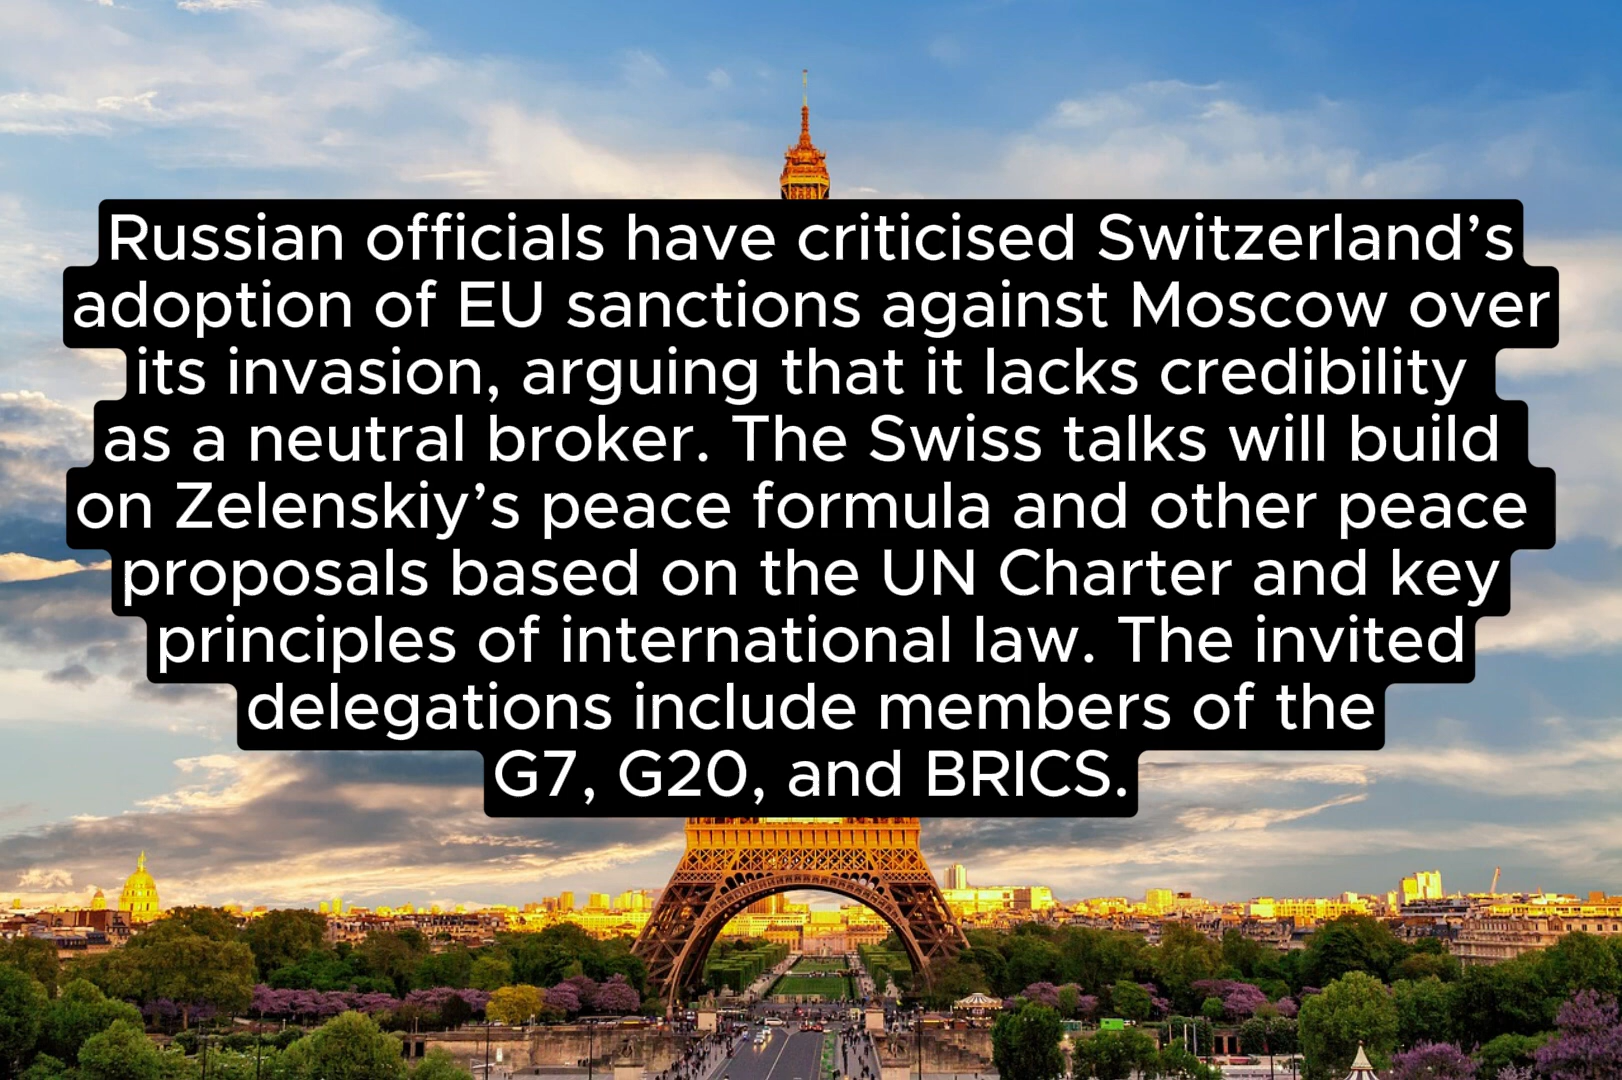 Russian officials have criticised Switzerland’s
adoption of EU sanctions against Moscow over
its invasion, arguing that it lacks credibility
as a neutral broker. The Swiss talks will build
on Zelenskiy’s peace formula and other peace
proposals based on the UN Charter and key
principles of international law. The invited
delegations include members of the
G7, G20, and BRICS.